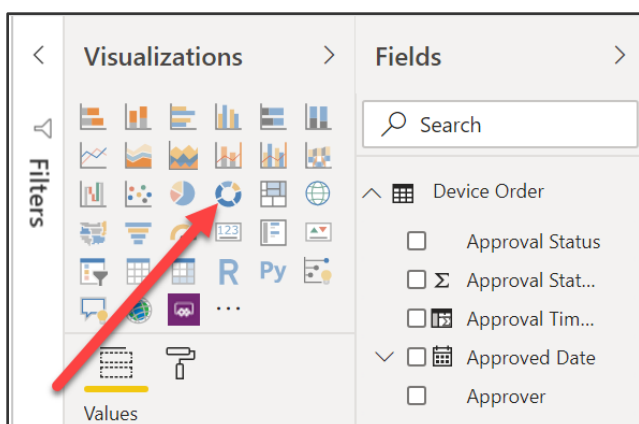 Visualizations
Fields
Filters
Search
Device Order
Approval Status
Approval Stat...
Approval Tim...
Approved Date
Approver
123
R
Py
...
Values